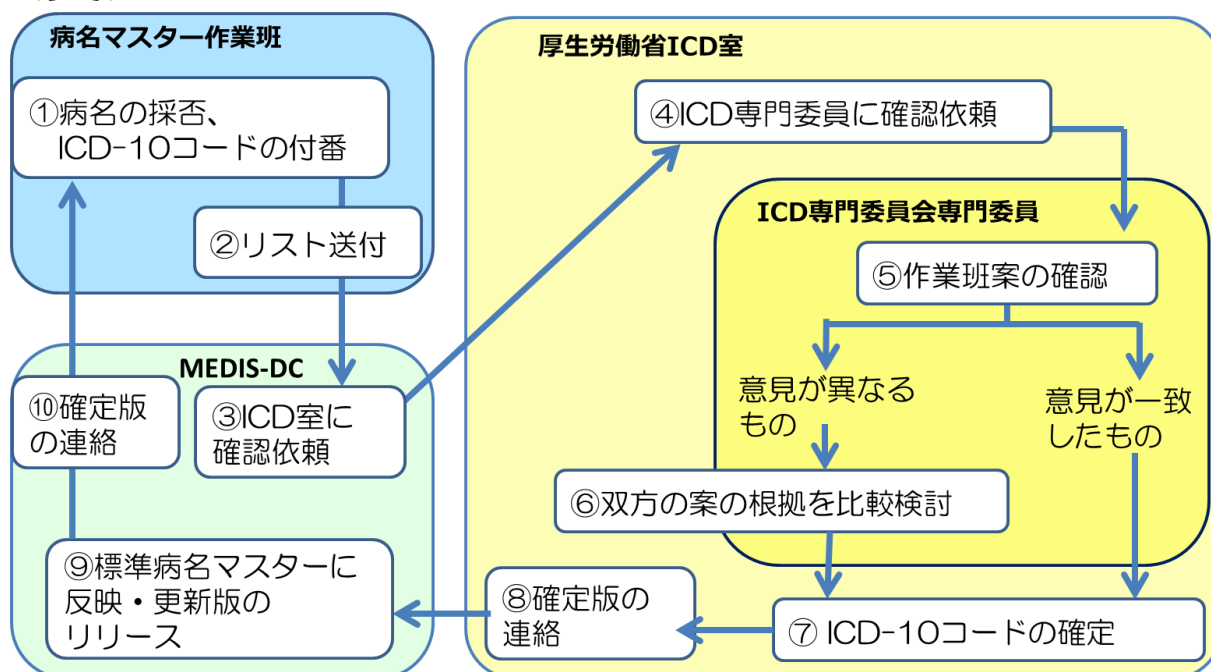 病名マスター作業班
①病名の採否、
ICD-10コードの付番
②リスト送付
MEDIS-DC
③ICD室に
確認依頼
厚生労働省ICD室
④ICD専門委員に確認依頼
ICD専門委員会専門委員
⑤作業班案の確認
意見が異なる
もの
意見が一致
したもの
⑥双方の案の根拠を比較検討
⑦ ICD-10コードの確定
⑧確定版の
連絡
⑨標準病名マスターに
反映・更新版の
リリース
⑩確定版
の連絡